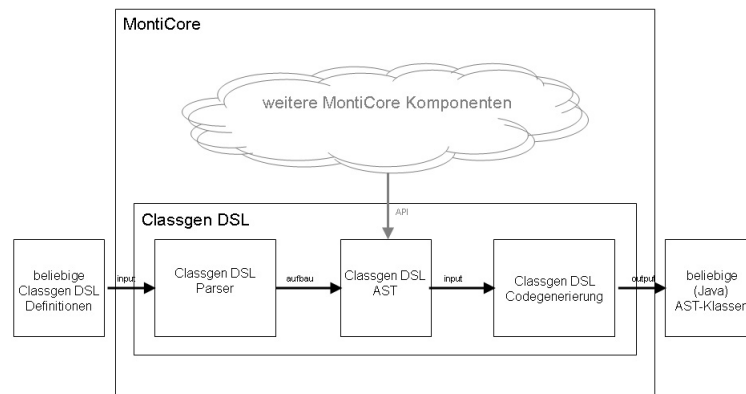 MontiCore
weitere MontiCore Komponenten
API
Classgen DSL
beliebige
Classgen DSL
Definitionen
input
Classgen DSL
Parser
aufbau
Classgen DSL
AST
input
Classgen DSL
Codegenerierung
output
beliebige
(Java)
AST-Klassen